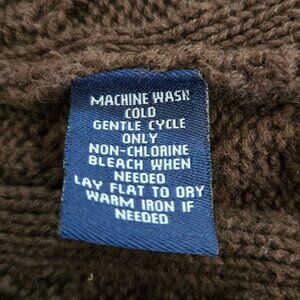 MACHINE WASH
COLD
GENTLE CYCLE
ONLY
NON-CHLORINE
BLEACH WHEN
NEEDED
LAY FLAT TO DRY
WARM IRON IF
NEEDED